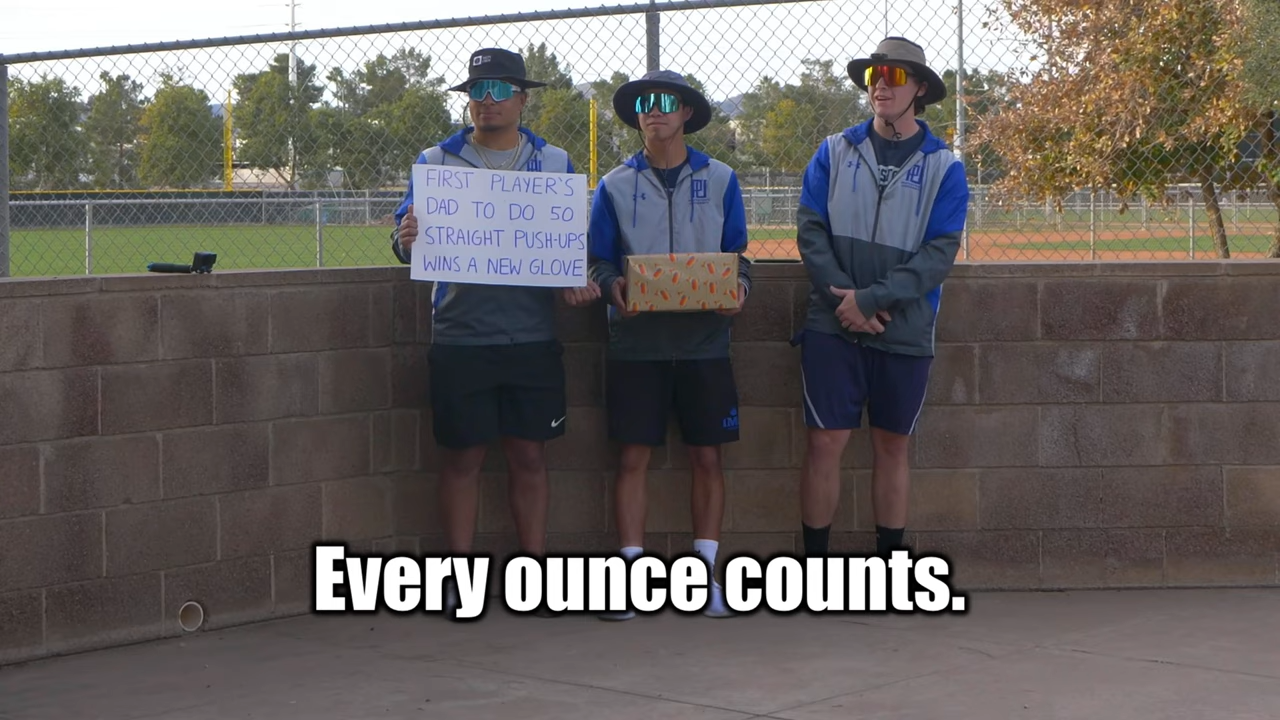 FIRST PLAYER'S
DAD TO DO 50
STRAIGHT PUSH-UPS
WINS A NEW GLOVE
Every ounce counts.